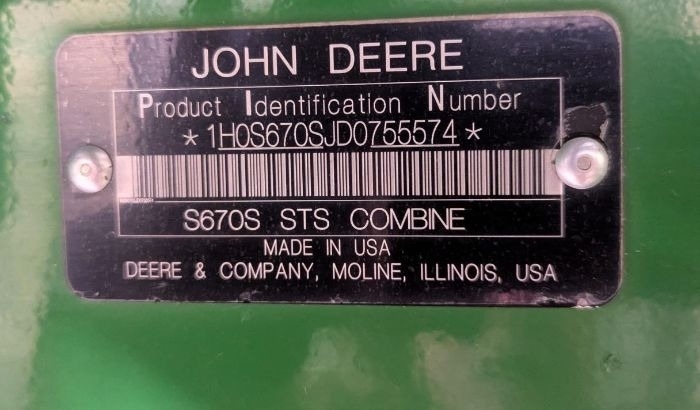 JOHN DEERE
Product Identification Number
*1H0S670SJD0755574*
S670S STS COMBINE
MADE IN USA
DEERE & COMPANY, MOLINE, ILLINOIS, USA